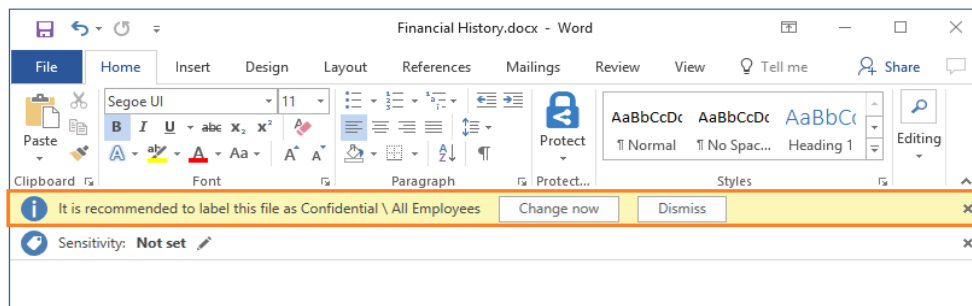 Financial History.docx - Word
File Home Insert Design Layout References Mailings Review View Tell me Share
Segoe UI 11
B I U abc X₂ X² AaBbCcDc AaBbCcDc AaBbC
Paste Protect ¶ Normal ¶ No Spac... Heading 1 Editing
A aby A Aa A A A Z ¶
Clipboard Font Paragraph Protect... Styles
It is recommended to label this file as Confidential \ All Employees Change now Dismiss
Sensitivity: Not set